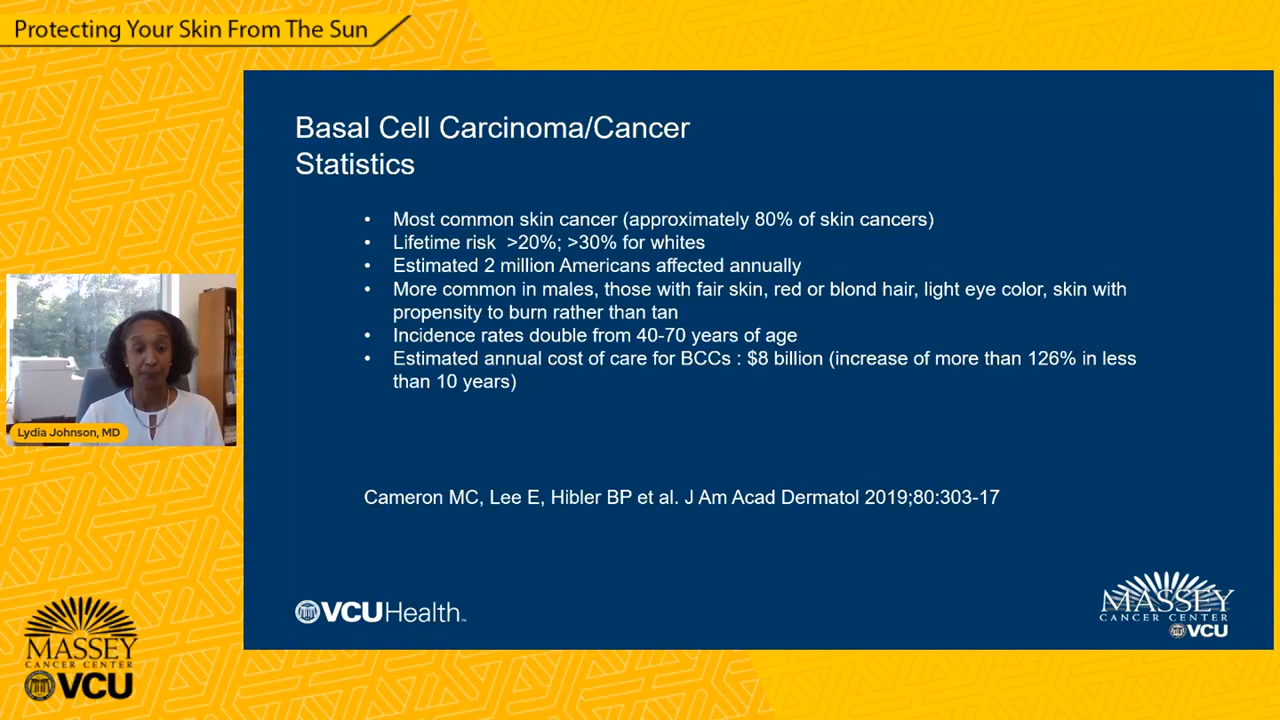 Protecting Your Skin From The Sun
Basal Cell Carcinoma/Cancer
Statistics
• Most common skin cancer (approximately 80% of skin cancers)
• Lifetime risk  >20%; >30% for whites
• Estimated 2 million Americans affected annually
• More common in males, those with fair skin, red or blond hair, light eye color, skin with
propensity to burn rather than tan
• Incidence rates double from 40-70 years of age
• Estimated annual cost of care for BCCs : $8 billion (increase of more than 126% in less
than 10 years)
Lydia Johnson, MD
Cameron MC, Lee E, Hibler BP et al. J Am Acad Dermatol 2019;80:303-17
VCUHealth™
MASSEY
CANCER CENTER
VCU
MASSEY
CANCER CENTER
VCU